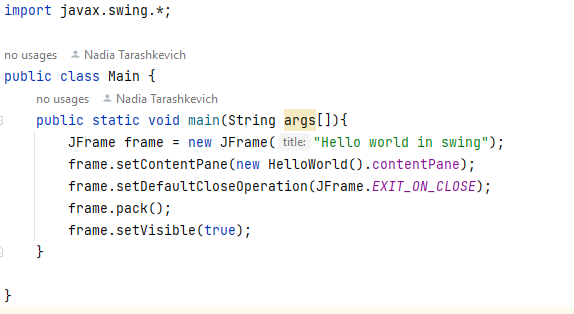 import javax.swing.*;
no usages Nadia Tarashkevich
public class Main {
no usages Nadia Tarashkevich
public static void main(String args[]){
JFrame frame = new JFrame( title: "Hello world in swing");
frame.setContentPane(new HelloWorld().contentPane);
frame.setDefaultCloseOperation(JFrame.EXIT_ON_CLOSE);
frame.pack();
frame.setVisible(true);
}
}